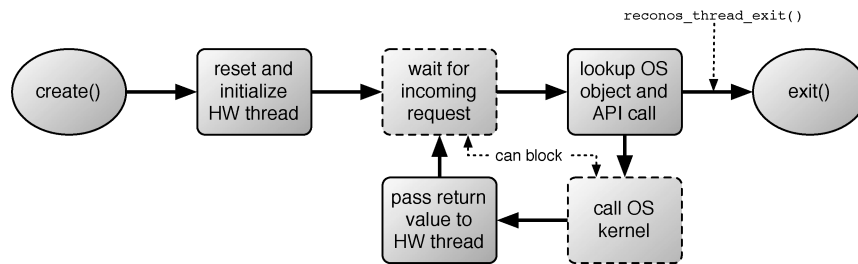 reconos_thread_exit()
create()
reset and
initialize
HW thread
wait for
incoming
request
lookup OS
object and
API call
exit()
can block
pass return
value to
HW thread
call OS
kernel